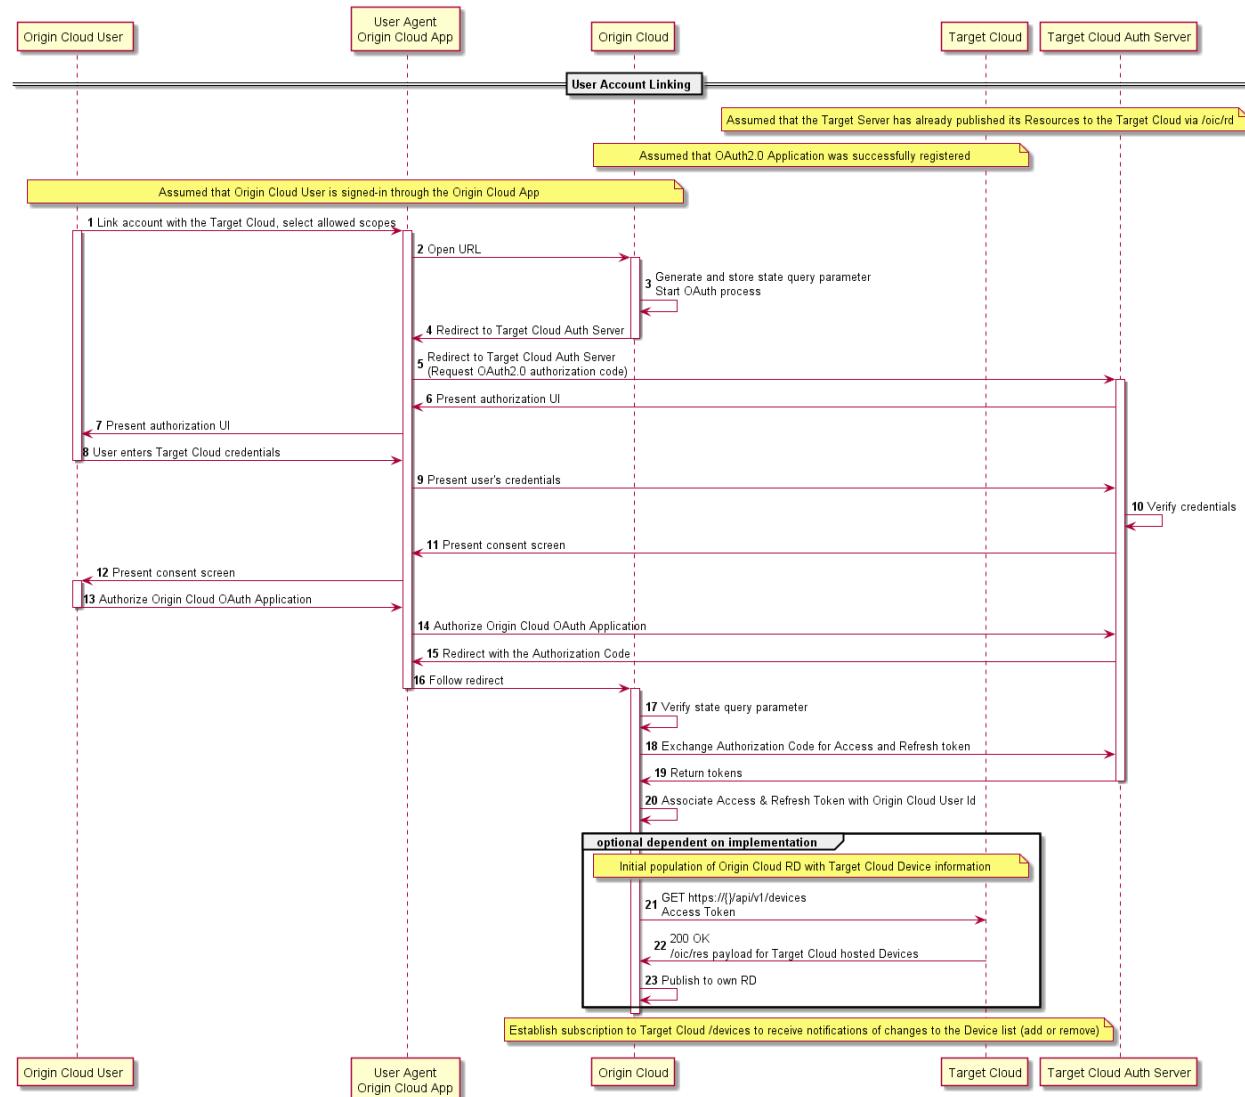 Origin Cloud User
User Agent
Origin Cloud App
Origin Cloud
Target Cloud
Target Cloud Auth Server
User Account Linking
Assumed that the Target Server has already published its Resources to the Target Cloud via /oic/rd
Assumed that OAuth2.0 Application was successfully registered
Assumed that Origin Cloud User is signed-in through the Origin Cloud App
1 Link account with the Target Cloud, select allowed scopes
2 Open URL
3 Generate and store state query parameter
Start OAuth process
4 Redirect to Target Cloud Auth Server
5 Redirect to Target Cloud Auth Server
(Request OAuth2.0 authorization code)
6 Present authorization UI
7 Present authorization UI
8 User enters Target Cloud credentials
9 Present user's credentials
10 Verify credentials
11 Present consent screen
12 Present consent screen
13 Authorize Origin Cloud OAuth Application
14 Authorize Origin Cloud OAuth Application
15 Redirect with the Authorization Code
16 Follow redirect
17 Verify state query parameter
18 Exchange Authorization Code for Access and Refresh token
19 Return tokens
20 Associate Access & Refresh Token with Origin Cloud User Id
optional dependent on implementation
Initial population of Origin Cloud RD with Target Cloud Device information
21 GET https://{}/api/v1/devices
Access Token
22 200 OK
/oic/res payload for Target Cloud hosted Devices
23 Publish to own RD
Establish subscription to Target Cloud /devices to receive notifications of changes to the Device list (add or remove)
Origin Cloud User
User Agent
Origin Cloud App
Origin Cloud
Target Cloud
Target Cloud Auth Server